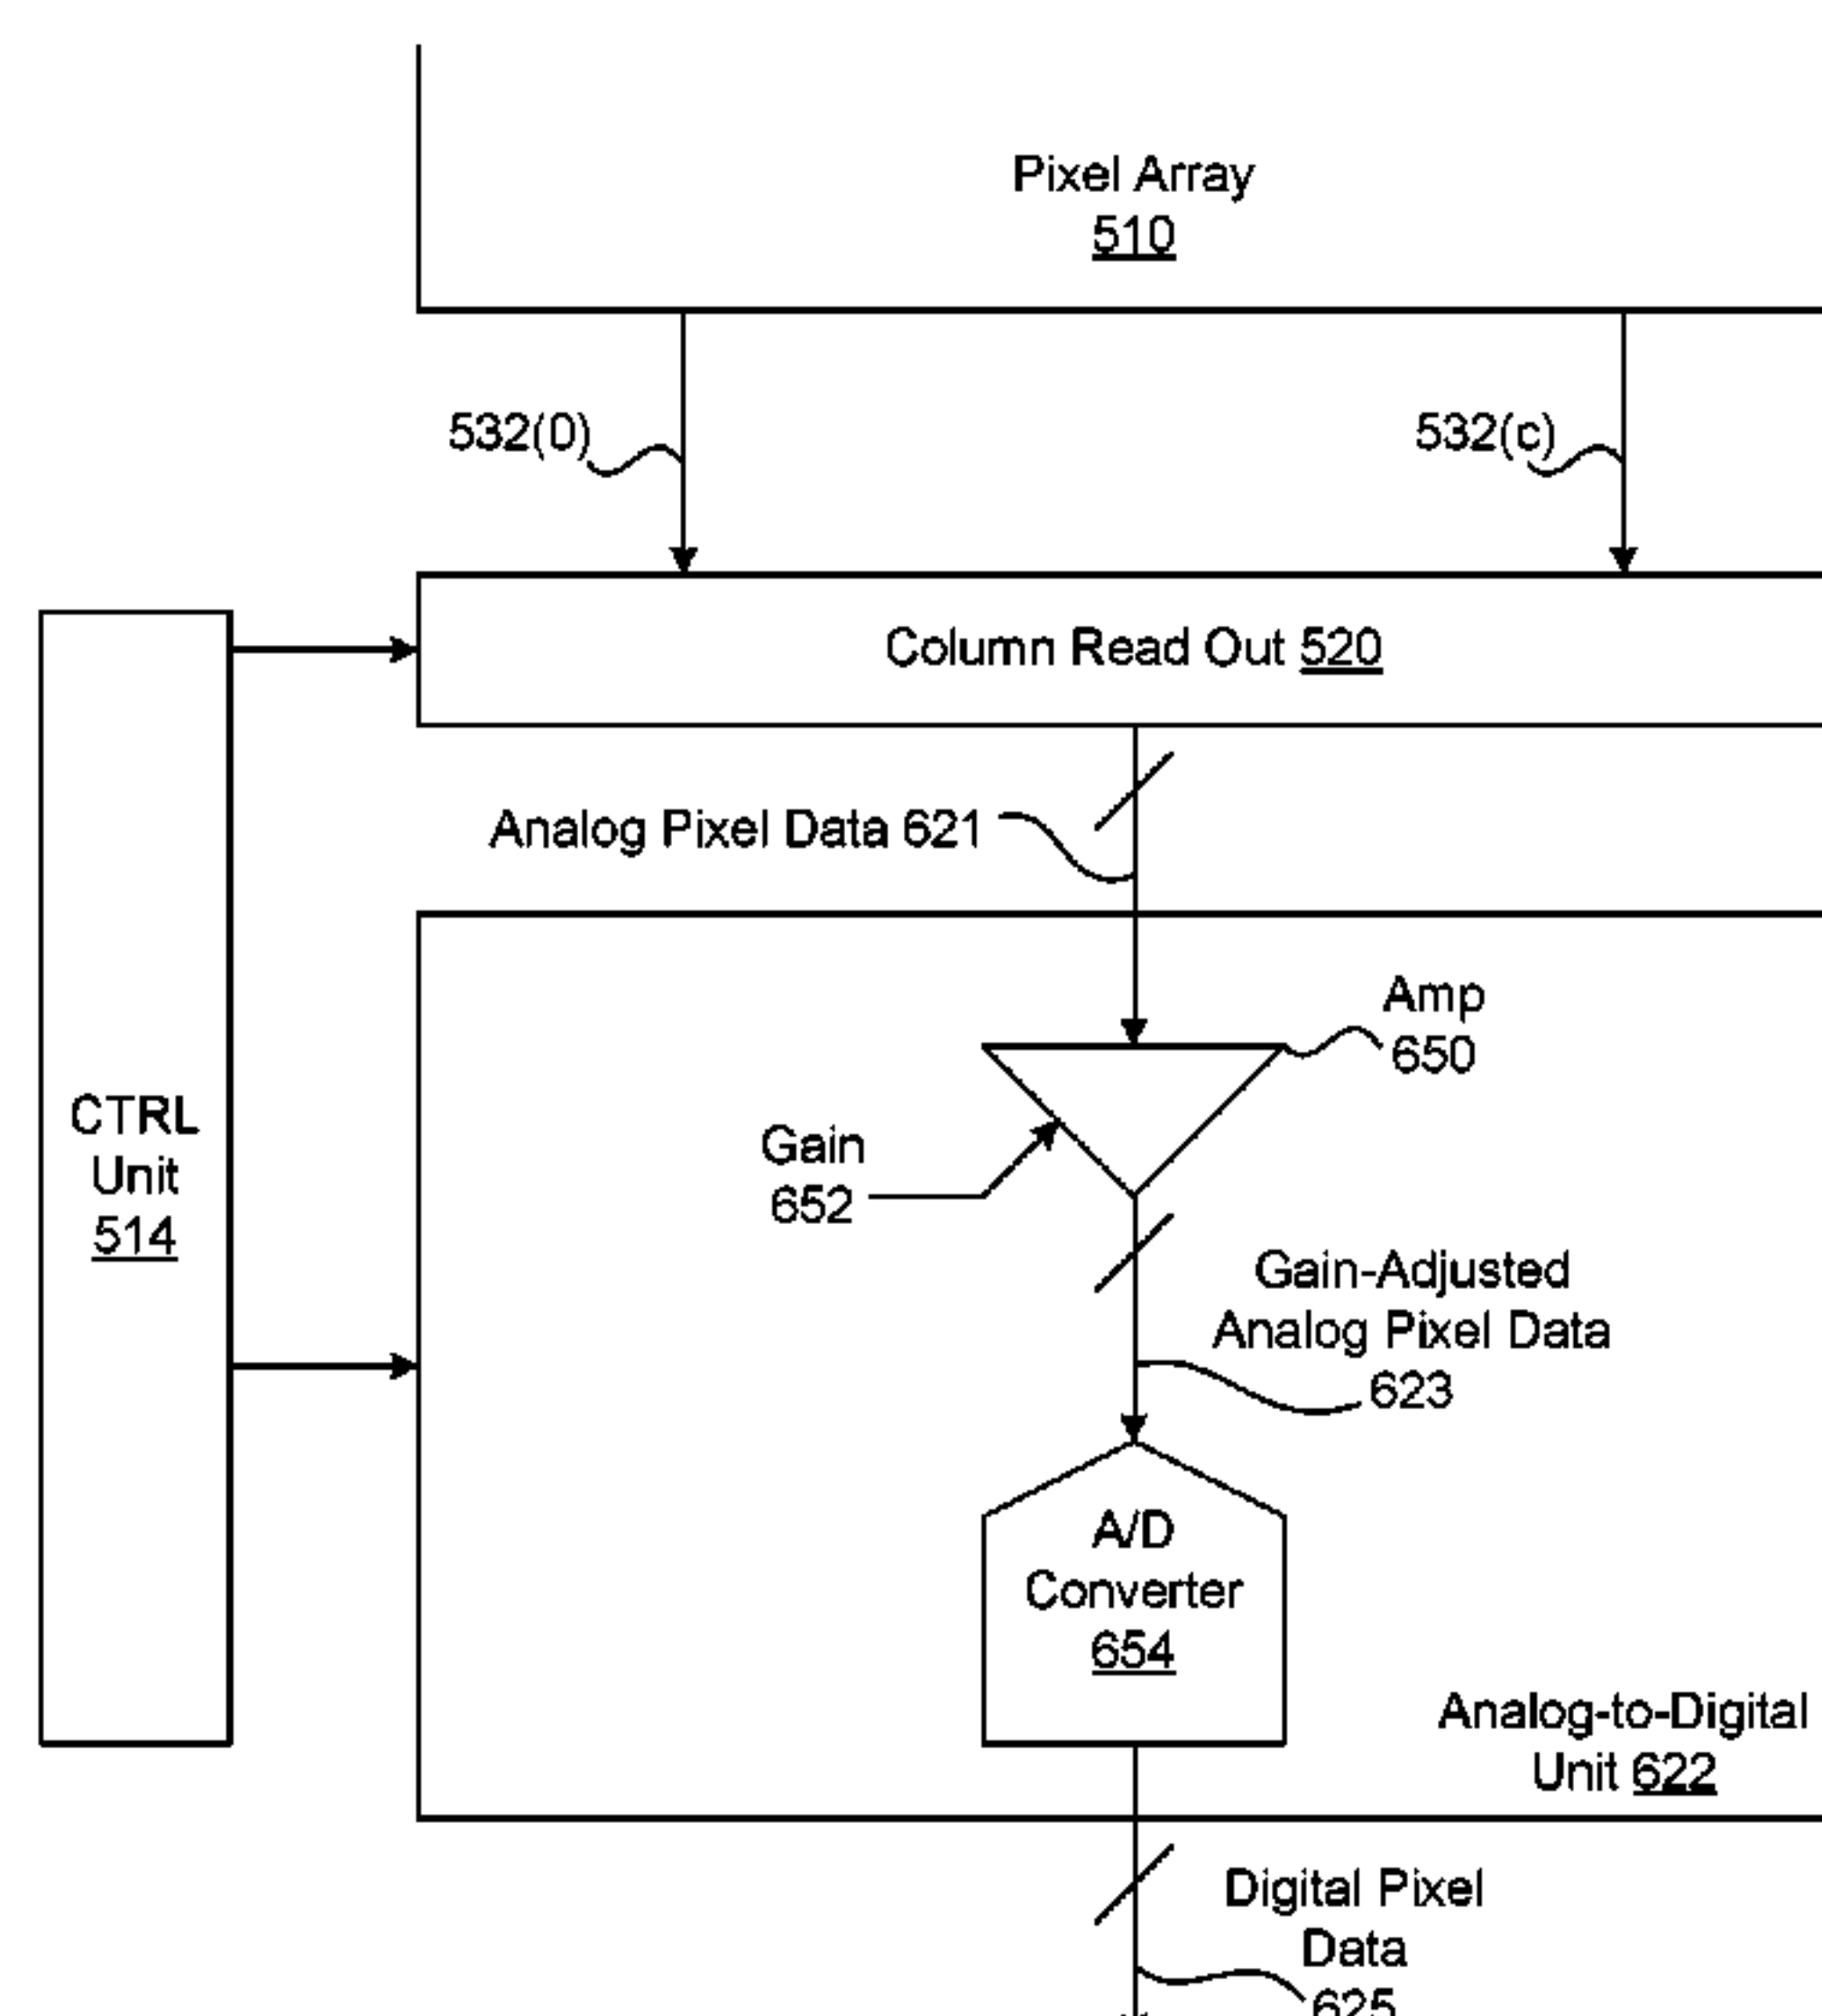 Pixel Array
510
532(0)
532(c)
Column Read Out 520
Analog Pixel Data 621
Amp
650
CTRL
Unit
514
Gain
652
Gain-Adjusted
Analog Pixel Data
623
A/D
Converter
654
Analog-to-Digital
Unit 622
Digital Pixel
Data
625